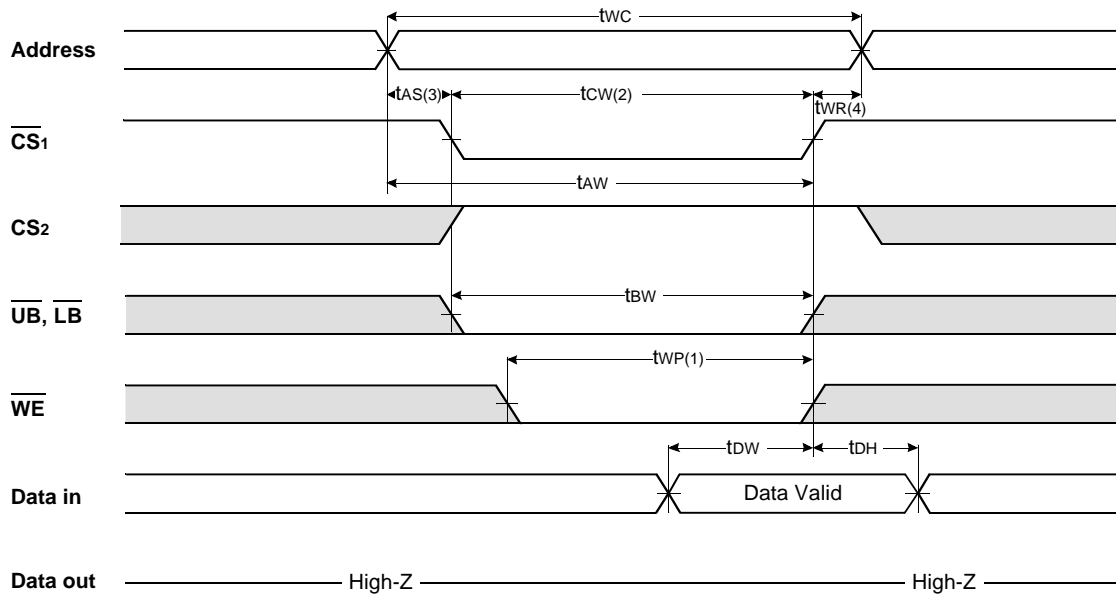 tWC
Address
tAS(3) tCW(2) tWR(4)
CS1
tAW
CS2
tBW
UB, LB
tWP(1)
WE
tDW tDH
Data in Data Valid
Data out High-Z High-Z